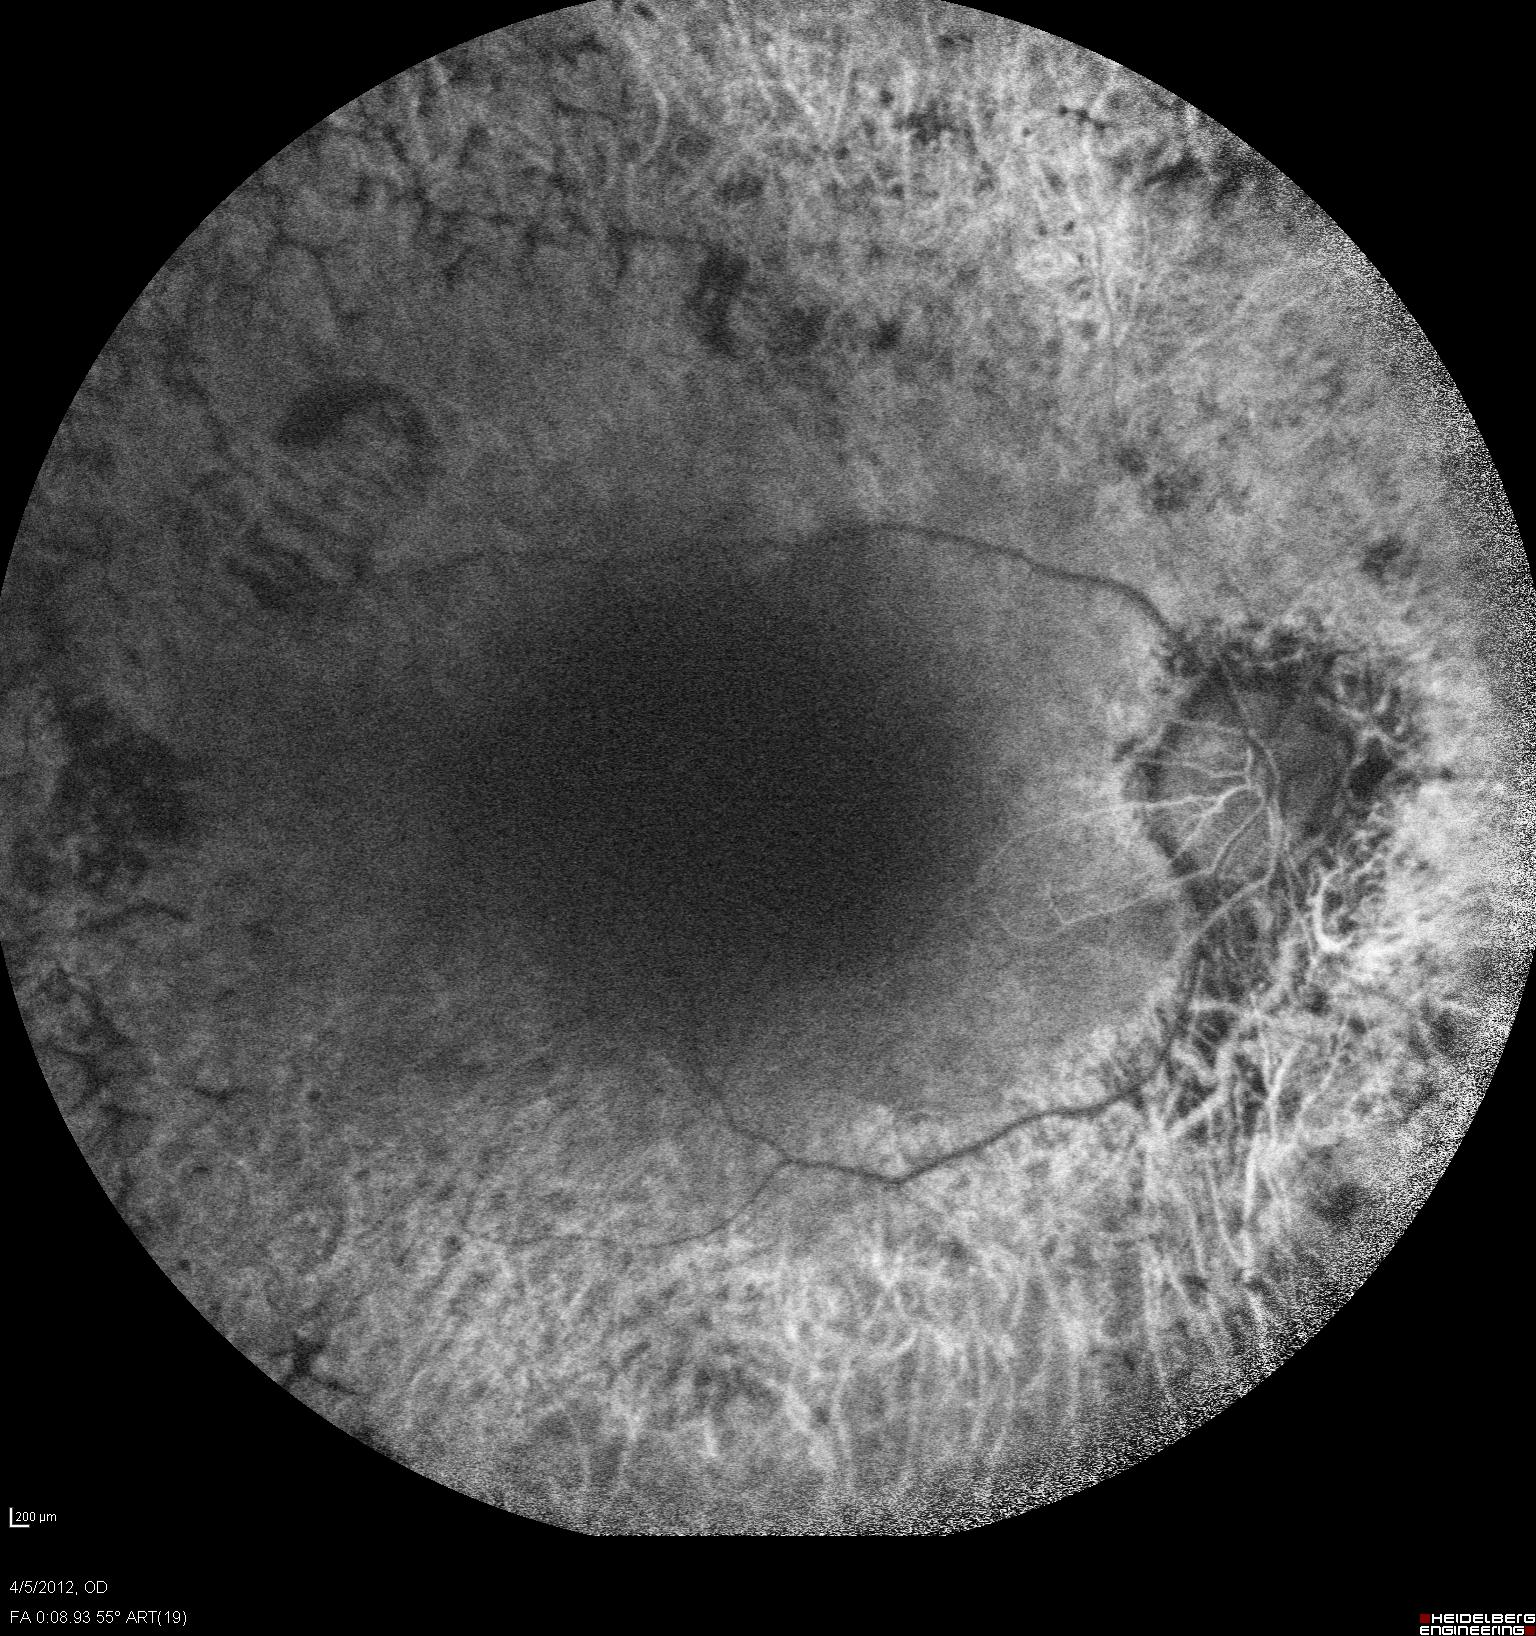 200 µm
4/5/2012, OD
FA 0:08.93 55° ART(19)
HEIDELBERG
ENGINEERING